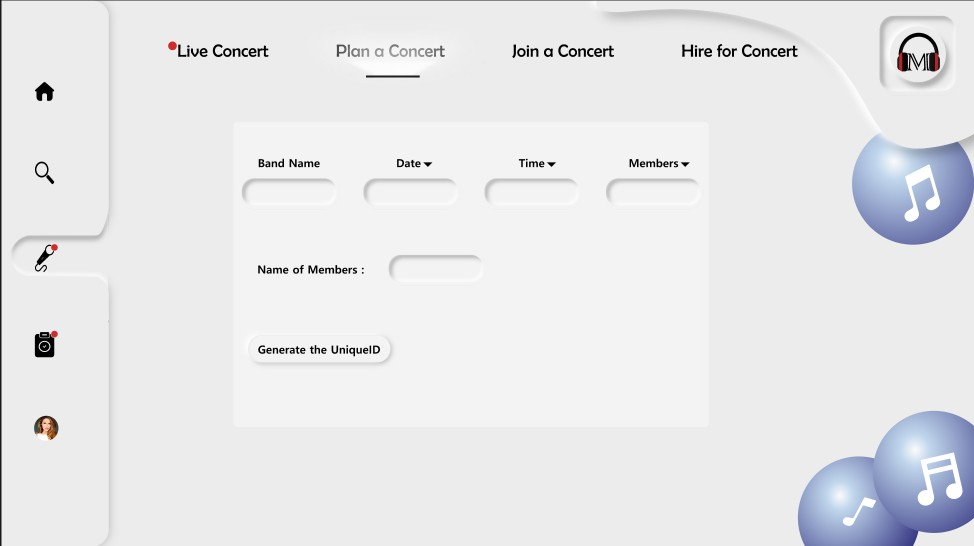 Live Concert Plan a Concert Join a Concert Hire for Concert
M
Band Name Date Time Members
Name of Members :
Generate the UniqueID